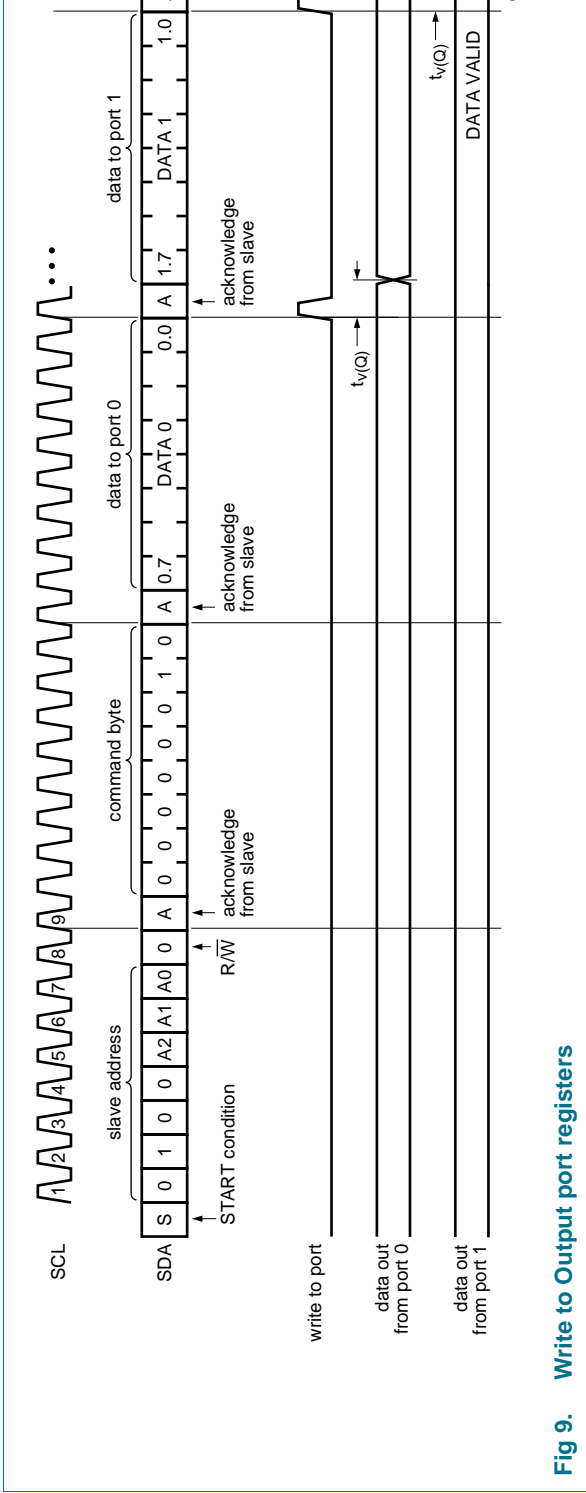 SCL
1 2 3 4 5 6 7 8 9
slave address
command byte
data to port 0
data to port 1
SDA
S 0 1 0 0 A2 A1 A0 0 A 0 0 0 0 0 0 1 0 A 0.7 DATA 0 0.0 A 1.7 DATA 1 1.0
START condition
R/W
acknowledge
from slave
acknowledge
from slave
acknowledge
from slave
write to port
data out
from port 0
tv(Q)
data out
from port 1
tv(Q)
DATA VALID
Fig 9. Write to Output port registers